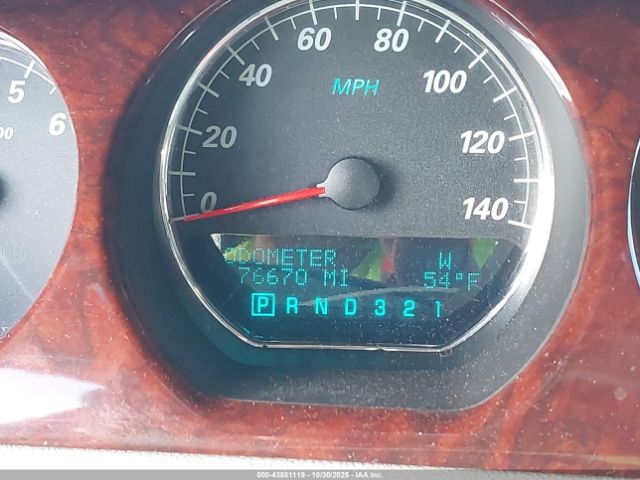 60 80
5 40 100
00 MPH
6 20 120
0 140
ODOMETER W
76670 MI 54°F
P R N D 3 2 1
000-43581119 - 10/30/2025 - IAA Inc.